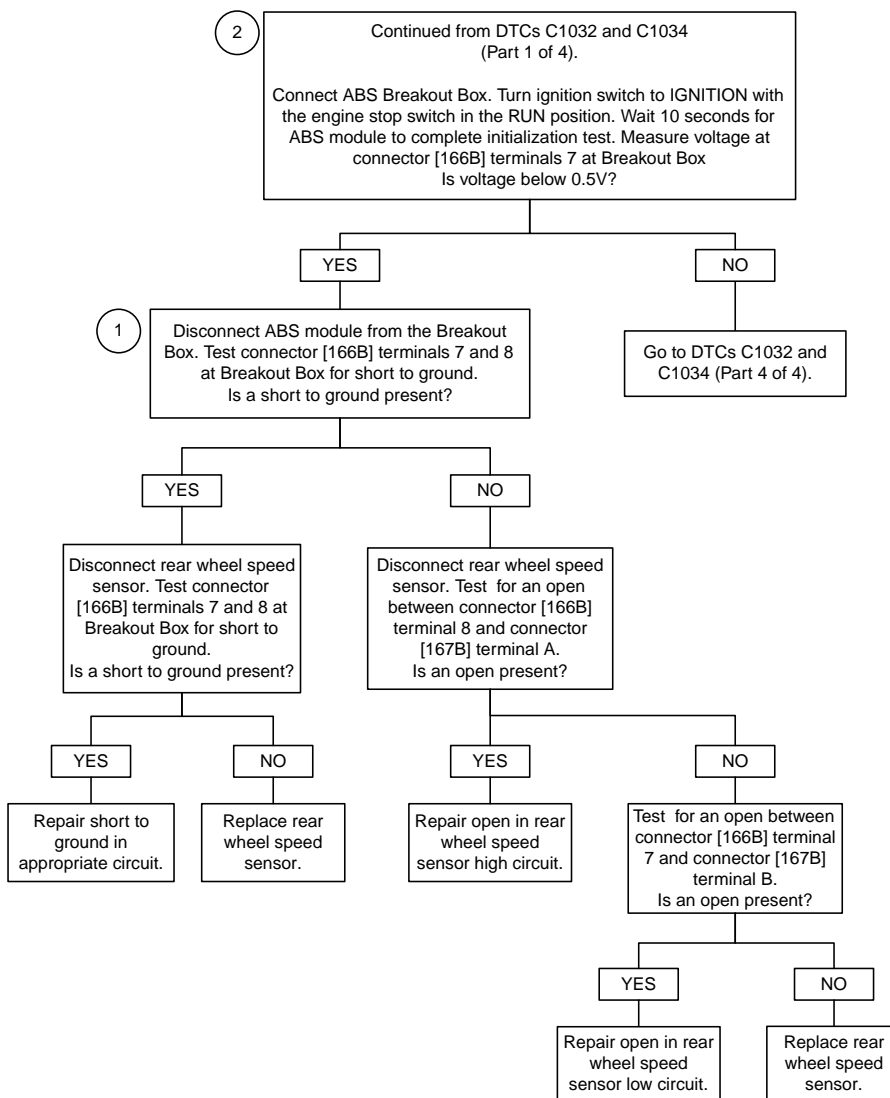 2
Continued from DTCs C1032 and C1034
(Part 1 of 4).
Connect ABS Breakout Box. Turn ignition switch to IGNITION with
the engine stop switch in the RUN position. Wait 10 seconds for
ABS module to complete initialization test. Measure voltage at
connector [166B] terminals 7 at Breakout Box
Is voltage below 0.5V?
YES
NO
1
Disconnect ABS module from the Breakout
Box. Test connector [166B] terminals 7 and 8
at Breakout Box for short to ground.
Is a short to ground present?
Go to DTCs C1032 and
C1034 (Part 4 of 4).
YES
NO
Disconnect rear wheel speed
sensor. Test connector
[166B] terminals 7 and 8 at
Breakout Box for short to
ground.
Is a short to ground present?
Disconnect rear wheel speed
sensor. Test for an open
between connector [166B]
terminal 8 and connector
[167B] terminal A.
Is an open present?
YES
NO
YES
NO
Repair short to
ground in
appropriate circuit.
Replace rear
wheel speed
sensor.
Repair open in rear
wheel speed
sensor high circuit.
Test for an open between
connector [166B] terminal
7 and connector [167B]
terminal B.
Is an open present?
YES
NO
Repair open in rear
wheel speed
sensor low circuit.
Replace rear
wheel speed
sensor.